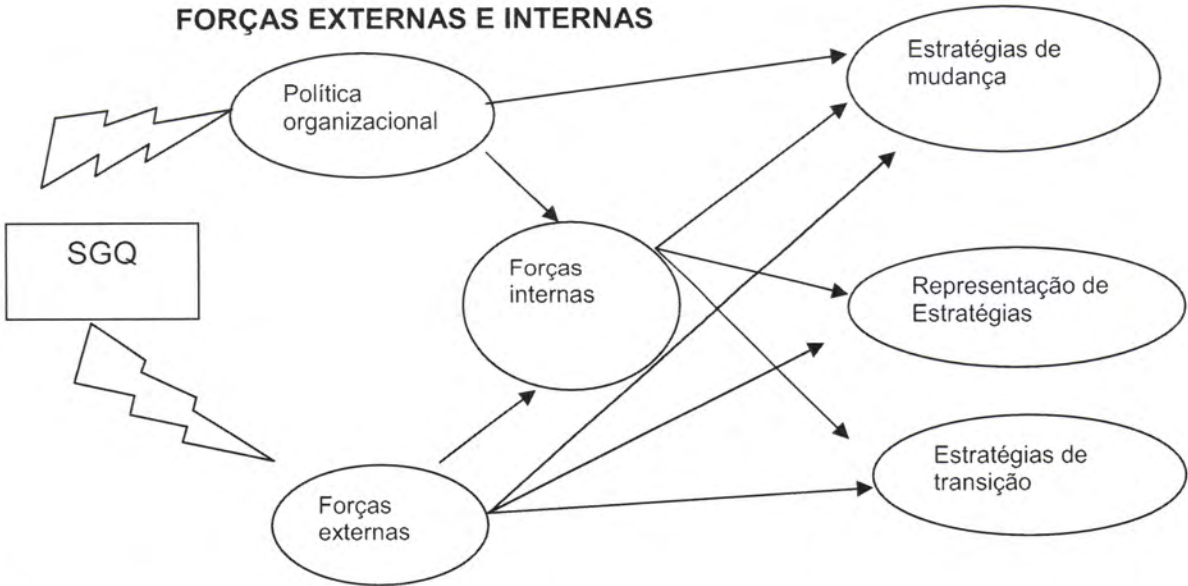 FORÇAS EXTERNAS E INTERNAS
Política
organizacional
Estratégias de
mudança
SGQ
Forças
internas
Representação de
Estratégias
Estratégias de
transição
Forças
externas